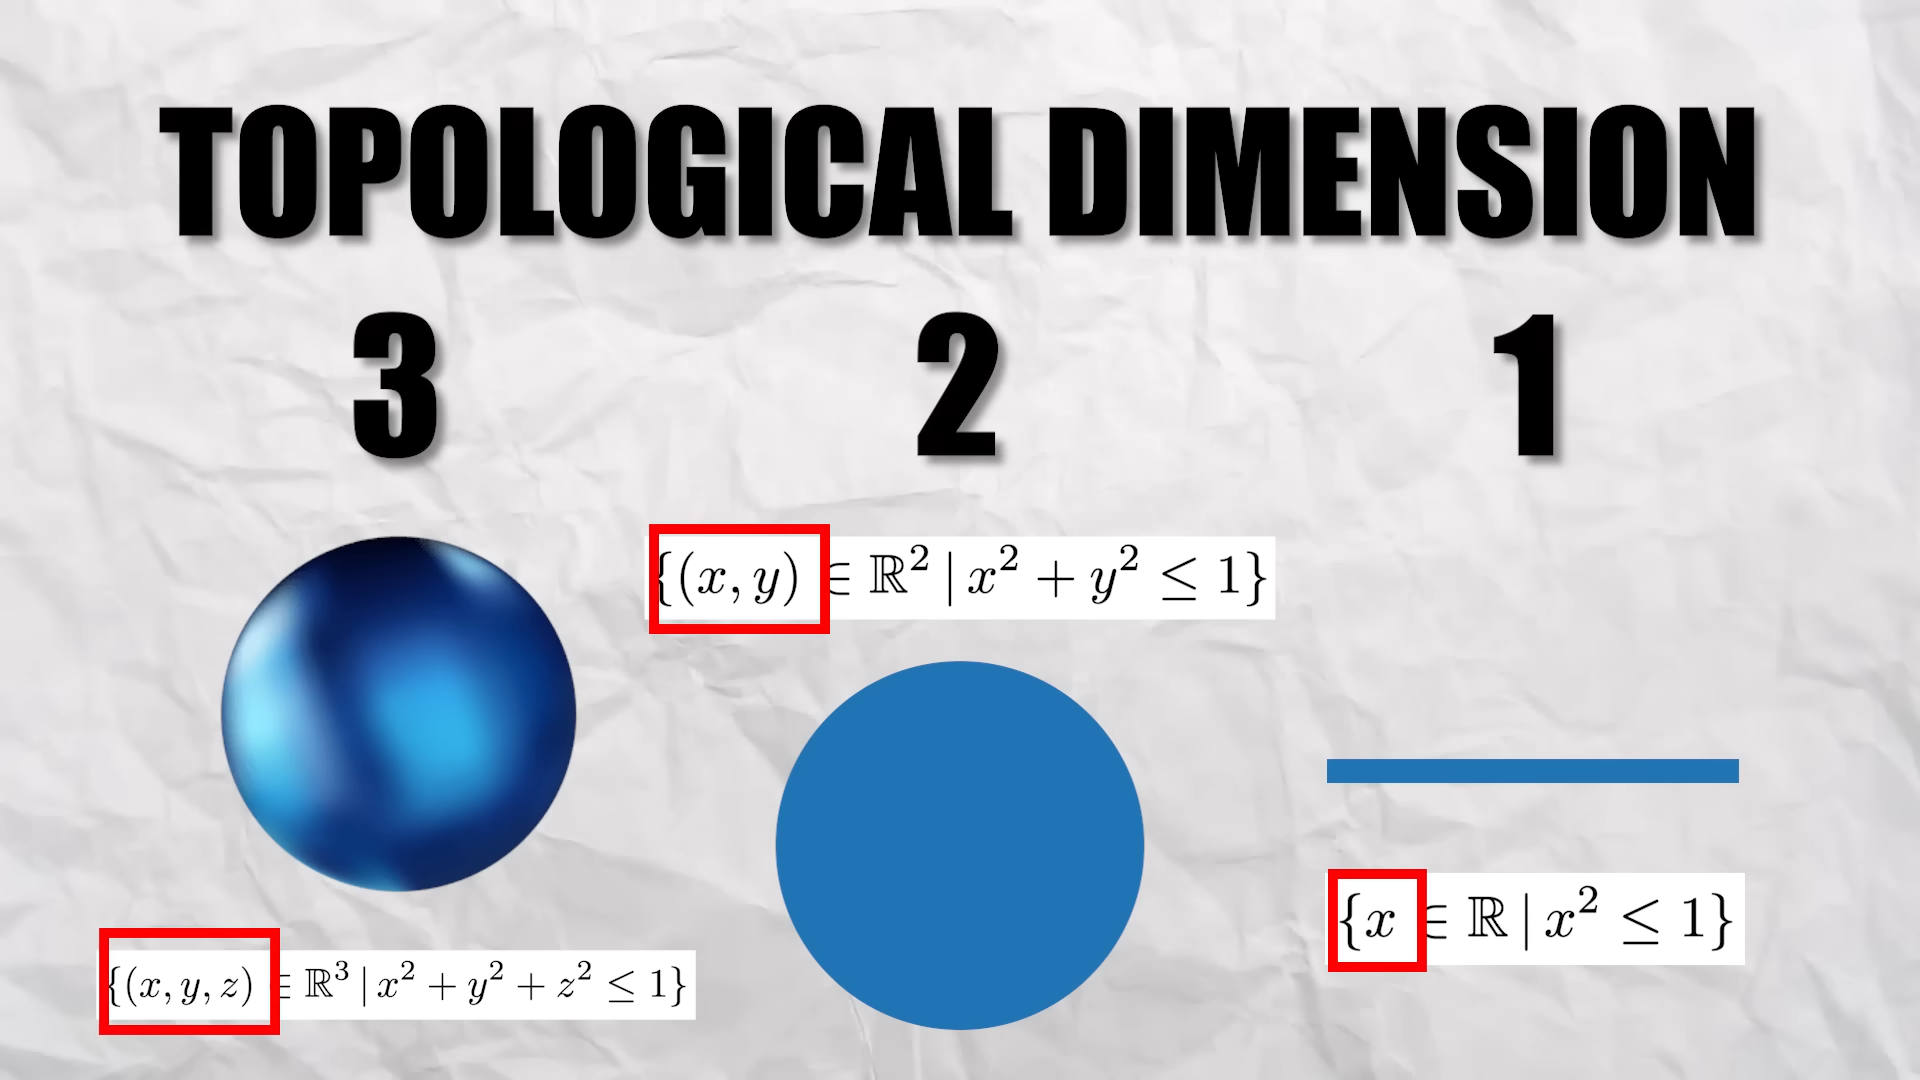 TOPOLOGICAL DIMENSION
3 2 1
{(x, y) ∈ ℝ² | x² + y² ≤ 1}
{x ∈ ℝ | x² ≤ 1}
{(x, y, z) ∈ ℝ³ | x² + y² + z² ≤ 1}